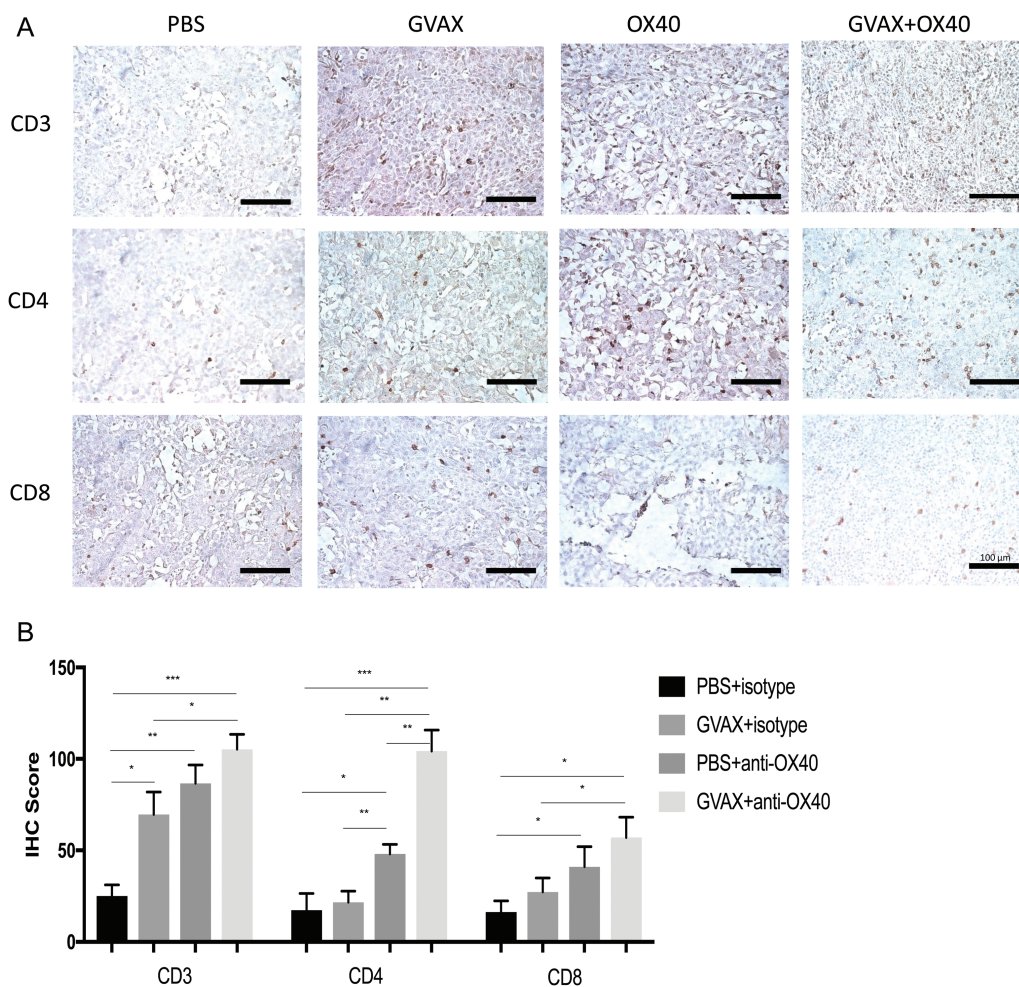 A
PBS GVAX OX40 GVAX+OX40
CD3
CD4
CD8
100 µm
B
IHC Score
150
100
50
0
*** * ** *
*** ** ** * **
* * *
CD3 CD4 CD8
PBS+isotype
GVAX+isotype
PBS+anti-OX40
GVAX+anti-OX40